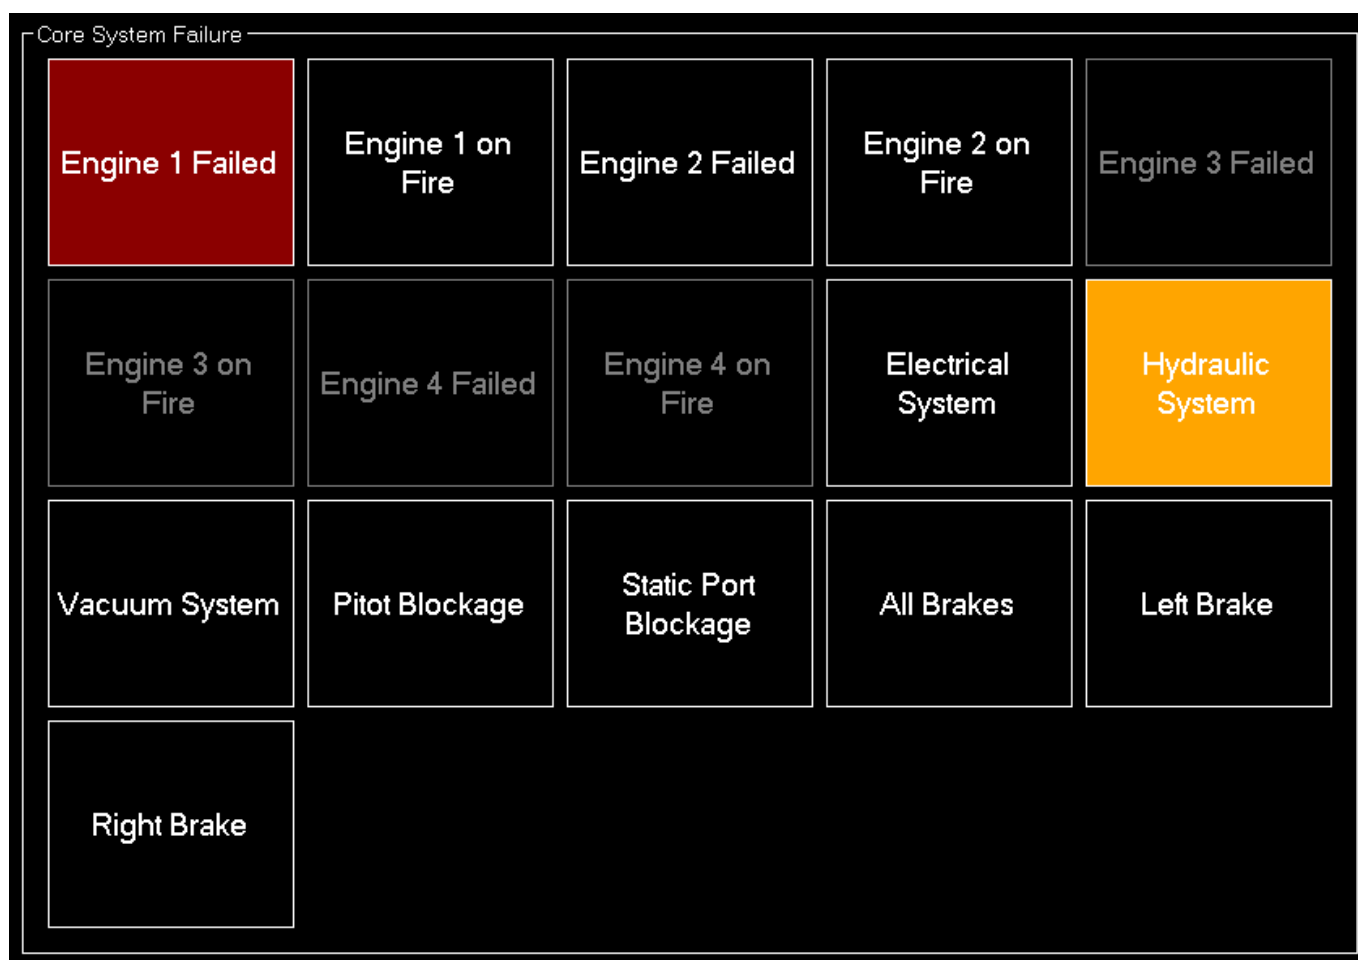 Core System Failure
Engine 1 Failed
Engine 1 on
Fire
Engine 2 Failed
Engine 2 on
Fire
Engine 3 Failed
Engine 3 on
Fire
Engine 4 Failed
Engine 4 on
Fire
Electrical
System
Hydraulic
System
Vacuum System
Pitot Blockage
Static Port
Blockage
All Brakes
Left Brake
Right Brake